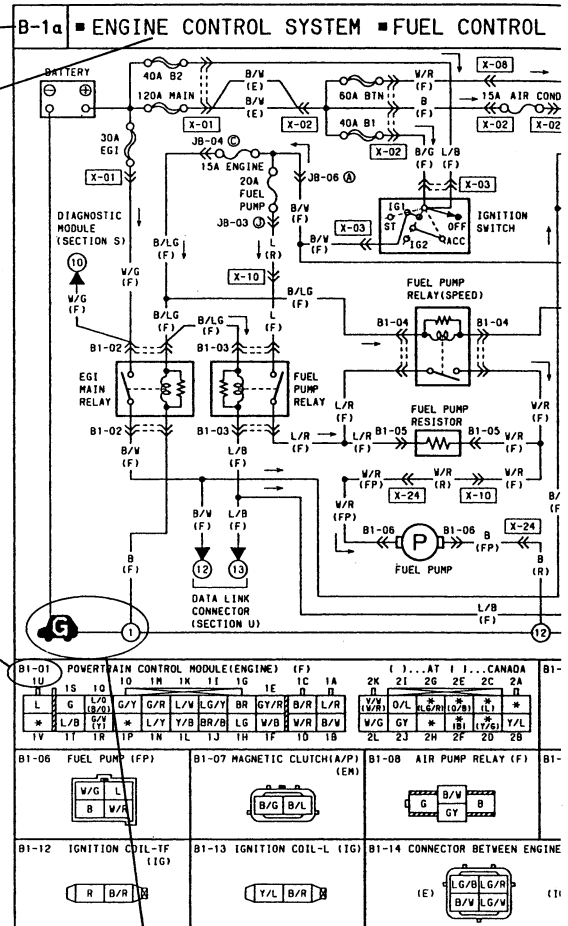 B-1a
■ ENGINE CONTROL SYSTEM ■ FUEL CONTROL
BATTERY
40A B2
120A MAIN
B/W
(E)
B/W
(E)
X-01
X-02
60A BTN
40A B1
W/R
(F)
X-08
B
(F)
15A AIR COND
X-02
X-02
30A
EGI
X-01
JB-04 Ⓒ
15A ENGINE
20A
FUEL
PUMP
JB-03 Ⓙ
JB-06 Ⓐ
X-02
B/G
(F)
L/B
(F)
X-03
B/W
(F)
X-03
B/W
(F)
IG1
ST
OFF
IG2
ACC
IGNITION
SWITCH
DIAGNOSTIC
MODULE
(SECTION S)
10
W/G
(F)
W/G
(F)
B/LG
(F)
L
(R)
X-10
B/LG
(F)
B/LG
(F)
B/LG
(F)
L
(F)
FUEL PUMP
RELAY(SPEED)
B1-04
B1-04
B1-02
B1-03
EGI
MAIN
RELAY
FUEL
PUMP
RELAY
B1-02
B1-03
B/W
(F)
L/B
(F)
L/R
(F)
L/R
(F)
L/R
(F)
FUEL PUMP
RESISTOR
B1-05
B1-05
W/R
(F)
W/R
(F)
W/R
(FP)
W/R
(R)
W/R
(F)
X-24
X-10
W/R
(FP)
B1-06
P
B1-06
B
(FP)
X-24
B
(R)
FUEL PUMP
B/W
(F)
L/B
(F)
12
13
DATA LINK
CONNECTOR
(SECTION U)
B
(F)
B/
(F
L/B
(F)
G
1
12
B1-01 POWERTRAIN CONTROL MODULE(ENGINE) (F)
( )...AT [ ]...CANADA
B1-
1U 1S 1Q 1O 1M 1K 1I 1G 1E 1C 1A 2K 2I 2G 2E 2C 2A
L G L/O (B/O) G/Y G/R L/W LG/Y BR GY/R B/R L/R Y/W (W/R) O/L * (LG/R) * (O/B) * (L) *
* L/B G/W (Y) * L/Y Y/B BR/B LG W/B W/R B/W W/G GY * * (B) * (Y/G) Y/L
1V 1T 1R 1P 1N 1L 1J 1H 1F 1D 1B 2L 2J 2H 2F 2D 2B
B1-06 FUEL PUMP (FP)
W/G L
B W/R
B1-07 MAGNETIC CLUTCH(A/P)
(EM)
B/G B/L
B1-08 AIR PUMP RELAY (F)
G B/W B
GY
B1-
B1-12 IGNITION COIL-TF
(IG)
R B/R
B1-13 IGNITION COIL-L (IG)
Y/L B/R
B1-14 CONNECTOR BETWEEN ENGINE
(E)
LG/B LG/R
B/W LG/W